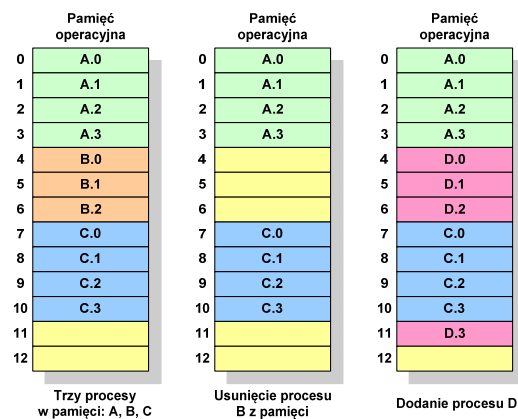 Pamięć
operacyjna
0 A.0
1 A.1
2 A.2
3 A.3
4 B.0
5 B.1
6 B.2
7 C.0
8 C.1
9 C.2
10 C.3
11
12
Trzy procesy
w pamięci: A, B, C
Pamięć
operacyjna
0 A.0
1 A.1
2 A.2
3 A.3
4
5
6
7 C.0
8 C.1
9 C.2
10 C.3
11
12
Usunięcie procesu
B z pamięci
Pamięć
operacyjna
0 A.0
1 A.1
2 A.2
3 A.3
4 D.0
5 D.1
6 D.2
7 C.0
8 C.1
9 C.2
10 C.3
11 D.3
12
Dodanie procesu D